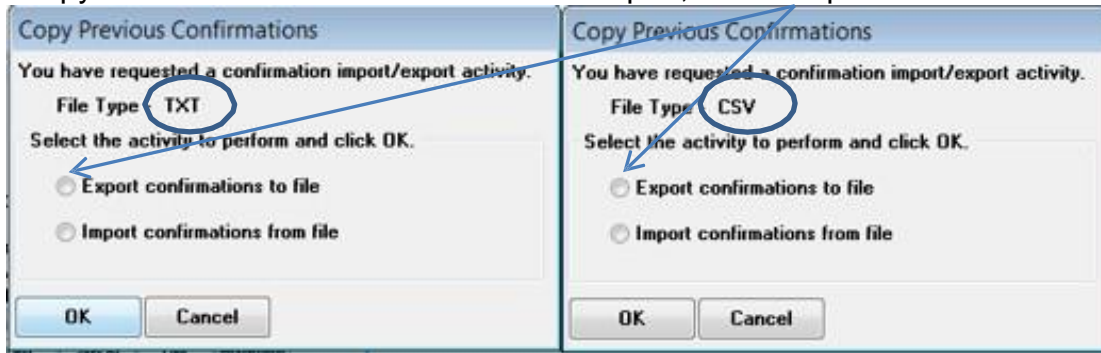 Copy Previous Confirmations
You have requested a confirmation import/export activity.
File Type : TXT
Select the activity to perform and click OK.
Export confirmations to file
Import confirmations from file
OK Cancel
Copy Previous Confirmations
You have requested a confirmation import/export activity.
File Type : CSV
Select the activity to perform and click OK.
Export confirmations to file
Import confirmations from file
OK Cancel